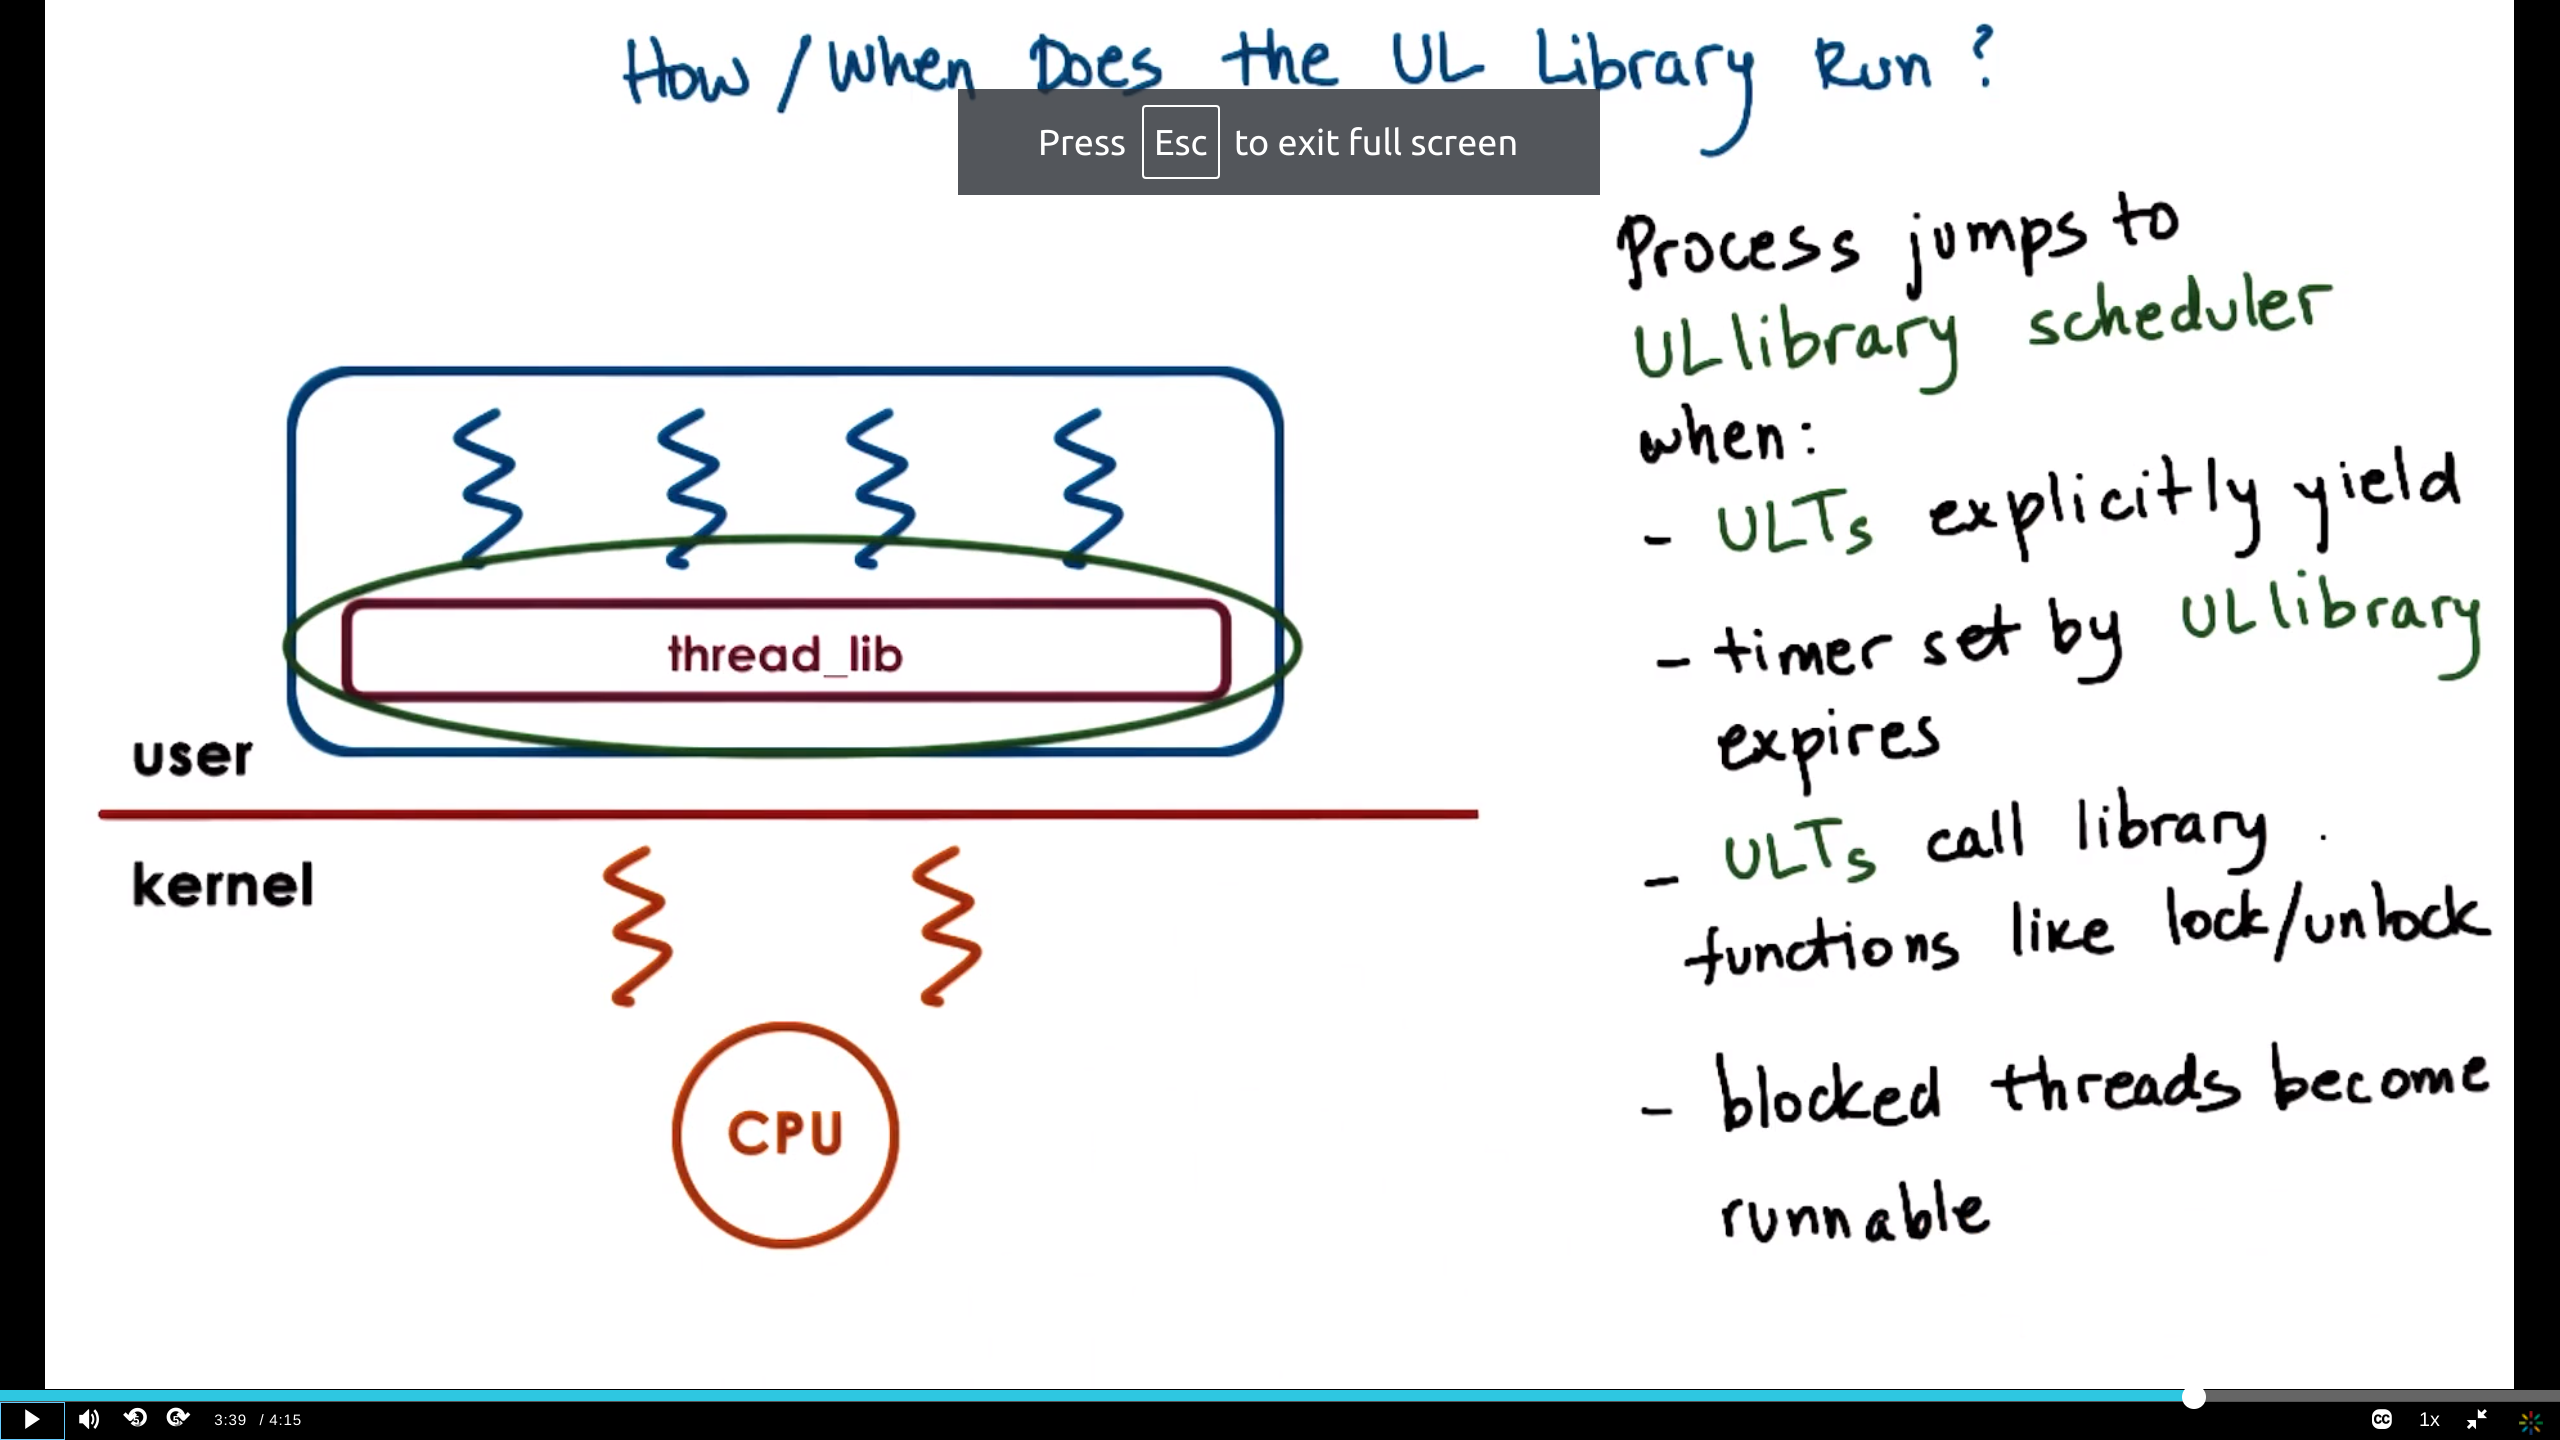 How / When Does the UL Library Run ?
Press Esc to exit full screen
Process jumps to
UL library scheduler
when:
- ULTs explicitly yield
- timer set by UL library
expires
- ULTs call library
functions like lock/unlock
- blocked threads become
runnable
thread_lib
user
kernel
CPU
3:39 / 4:15
CC
1x